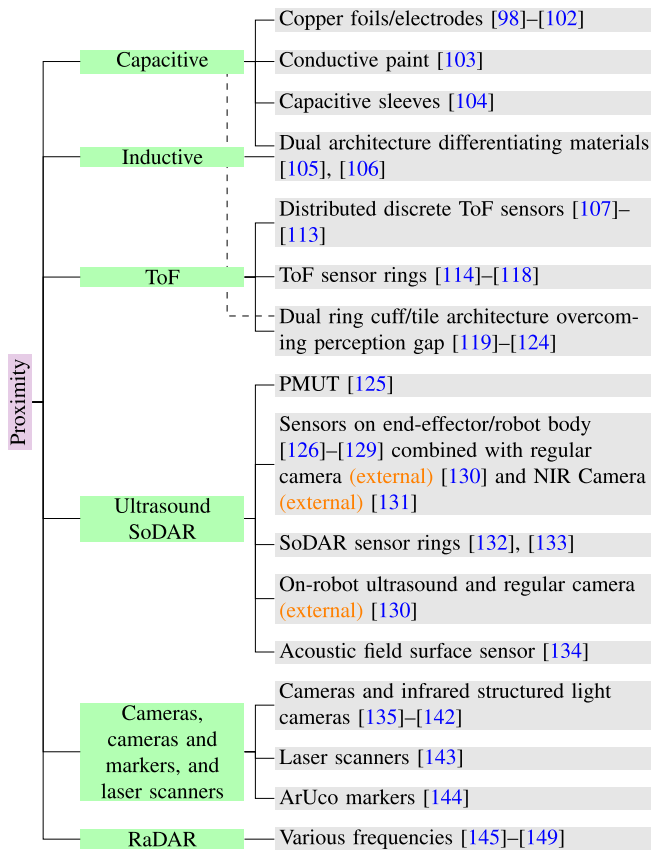 Proximity
Capacitive
Copper foils/electrodes [98]–[102]
Conductive paint [103]
Capacitive sleeves [104]
Dual architecture differentiating materials
[105], [106]
Inductive
ToF
Distributed discrete ToF sensors [107]–
[113]
ToF sensor rings [114]–[118]
Dual ring cuff/tile architecture overcom-
ing perception gap [119]–[124]
Ultrasound
SoDAR
PMUT [125]
Sensors on end-effector/robot body
[126]–[129] combined with regular
camera (external) [130] and NIR Camera
(external) [131]
SoDAR sensor rings [132], [133]
On-robot ultrasound and regular camera
(external) [130]
Acoustic field surface sensor [134]
Cameras,
cameras and
markers, and
laser scanners
Cameras and infrared structured light
cameras [135]–[142]
Laser scanners [143]
ArUco markers [144]
RaDAR
Various frequencies [145]–[149]